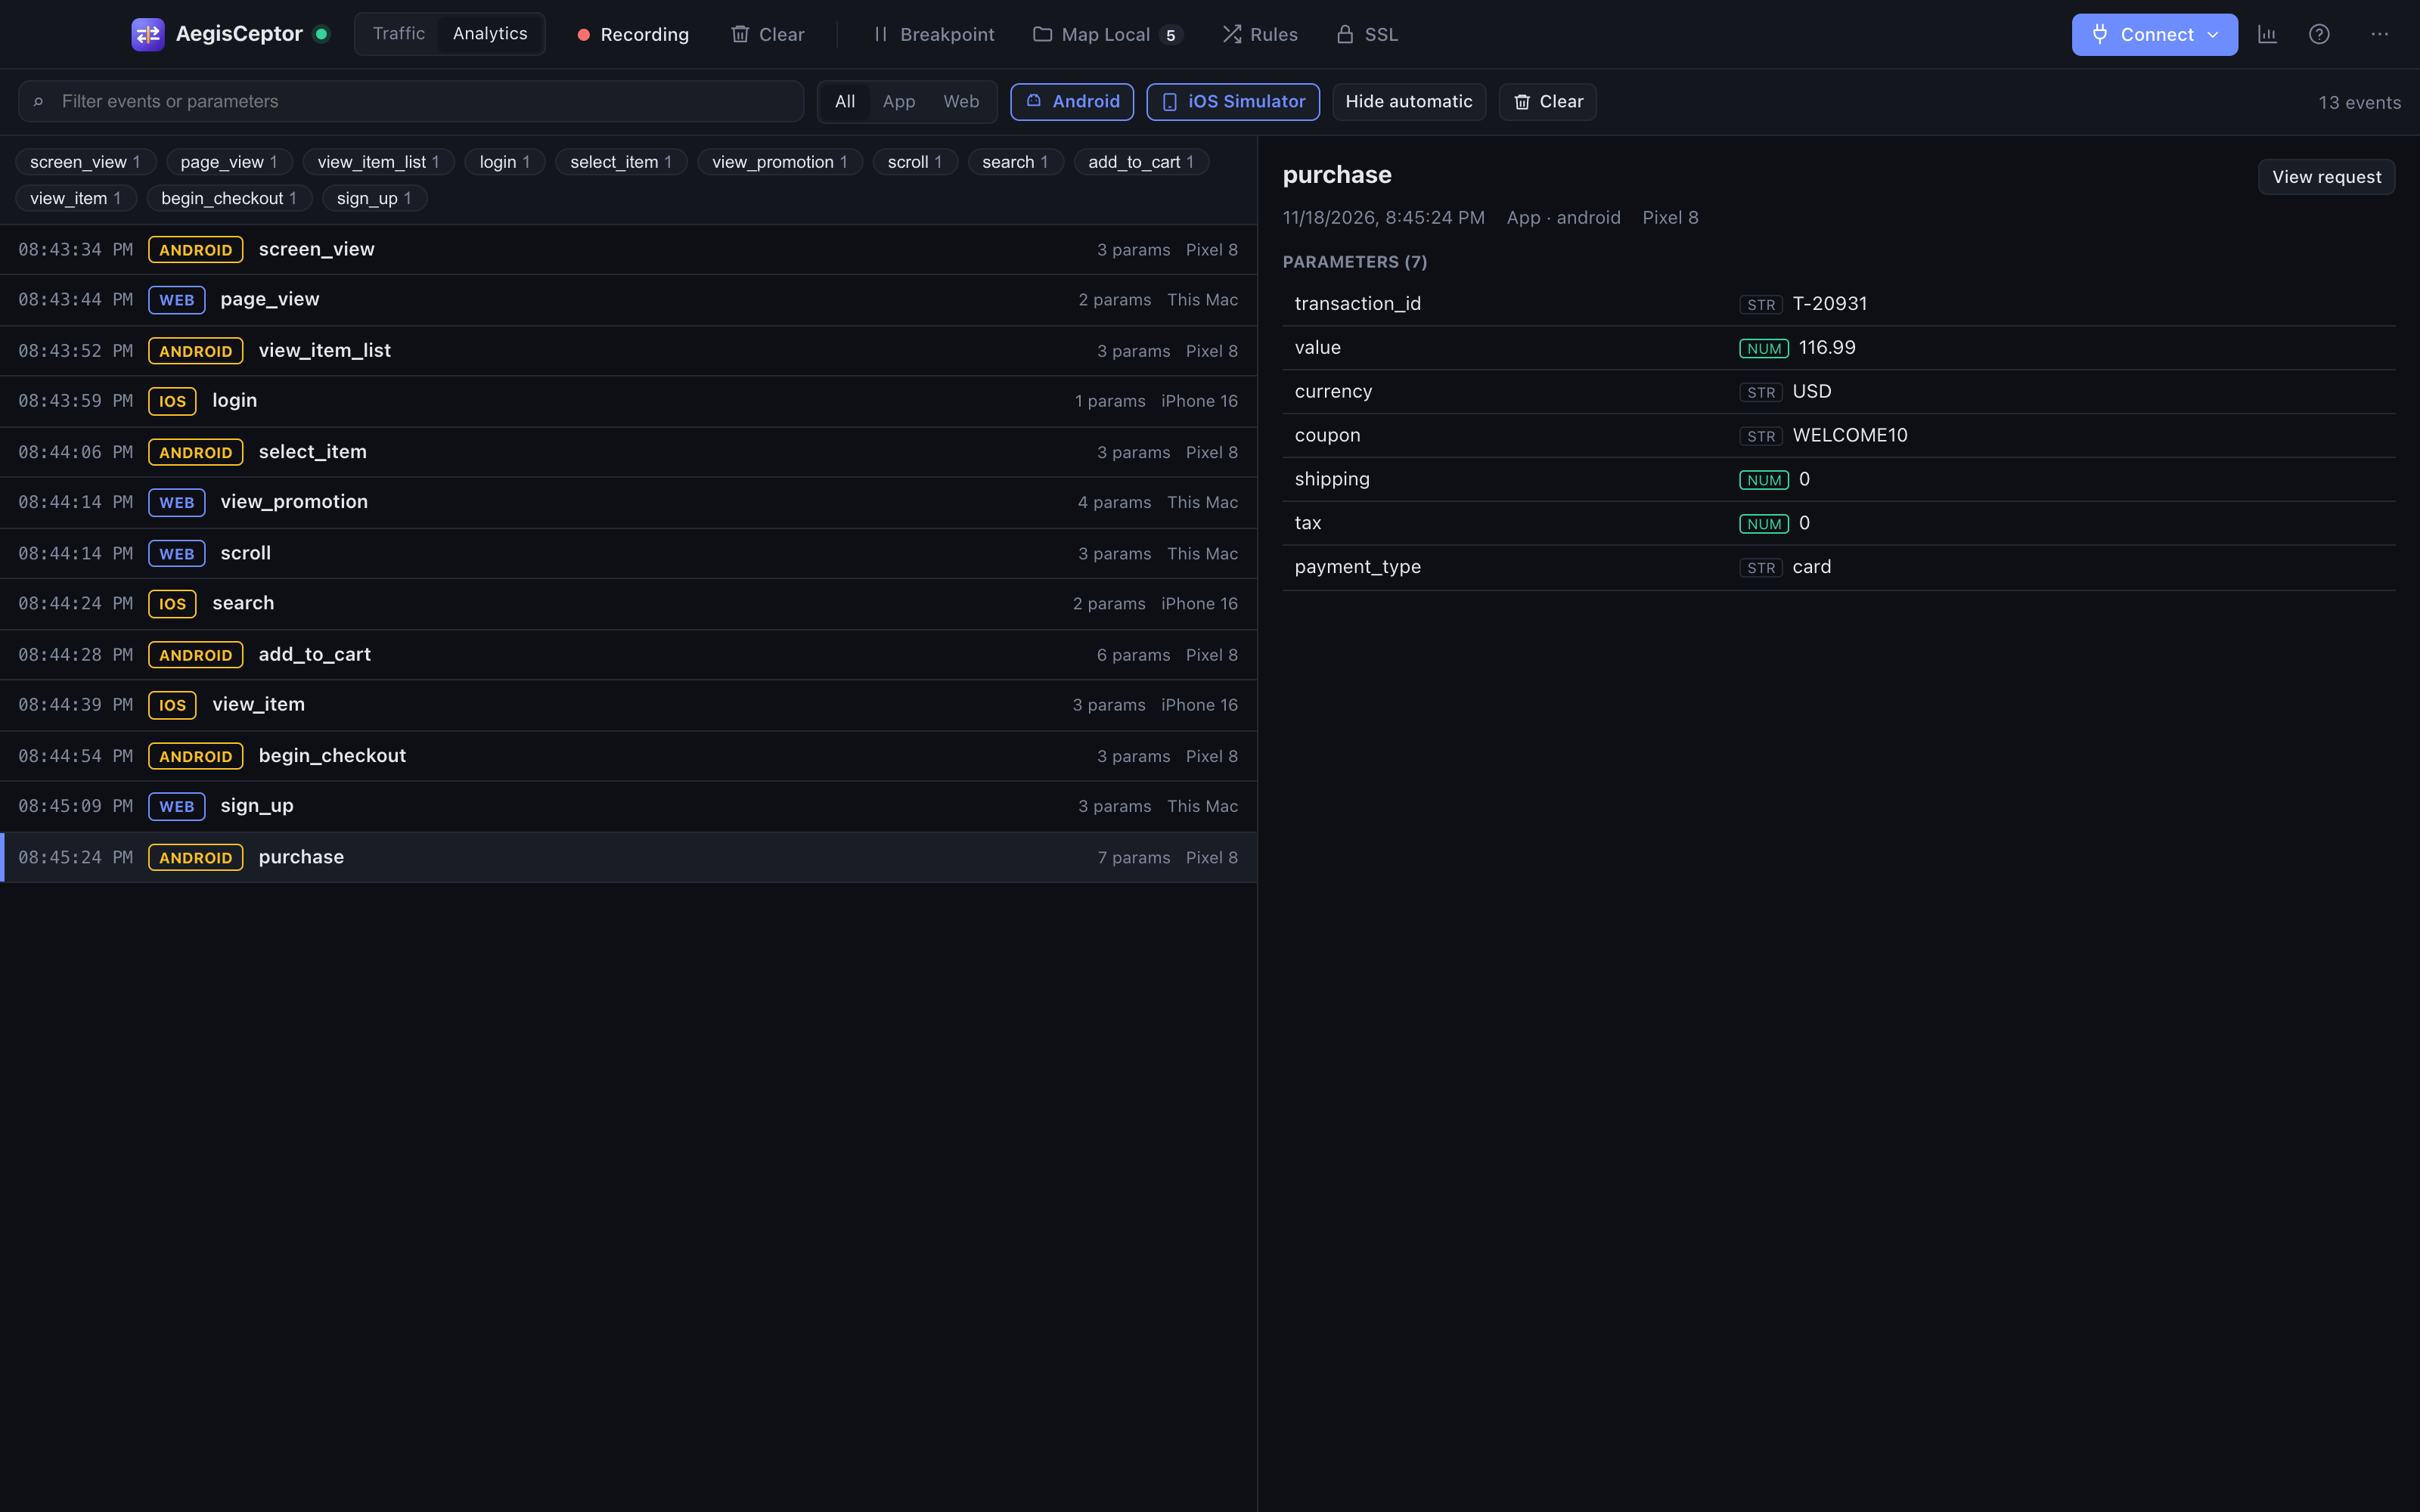 AegisCeptor Traffic Analytics Recording Clear Breakpoint Map Local 5 Rules SSL Connect
Filter events or parameters All App Web Android iOS Simulator Hide automatic Clear 13 events
screen_view 1 page_view 1 view_item_list 1 login 1 select_item 1 view_promotion 1 scroll 1 search 1 add_to_cart 1
view_item 1 begin_checkout 1 sign_up 1
08:43:34 PM ANDROID screen_view 3 params Pixel 8
08:43:44 PM WEB page_view 2 params This Mac
08:43:52 PM ANDROID view_item_list 3 params Pixel 8
08:43:59 PM IOS login 1 params iPhone 16
08:44:06 PM ANDROID select_item 3 params Pixel 8
08:44:14 PM WEB view_promotion 4 params This Mac
08:44:14 PM WEB scroll 3 params This Mac
08:44:24 PM IOS search 2 params iPhone 16
08:44:28 PM ANDROID add_to_cart 6 params Pixel 8
08:44:39 PM IOS view_item 3 params iPhone 16
08:44:54 PM ANDROID begin_checkout 3 params Pixel 8
08:45:09 PM WEB sign_up 3 params This Mac
08:45:24 PM ANDROID purchase 7 params Pixel 8
purchase View request
11/18/2026, 8:45:24 PM App · android Pixel 8
PARAMETERS (7)
transaction_id STR T-20931
value NUM 116.99
currency STR USD
coupon STR WELCOME10
shipping NUM 0
tax NUM 0
payment_type STR card